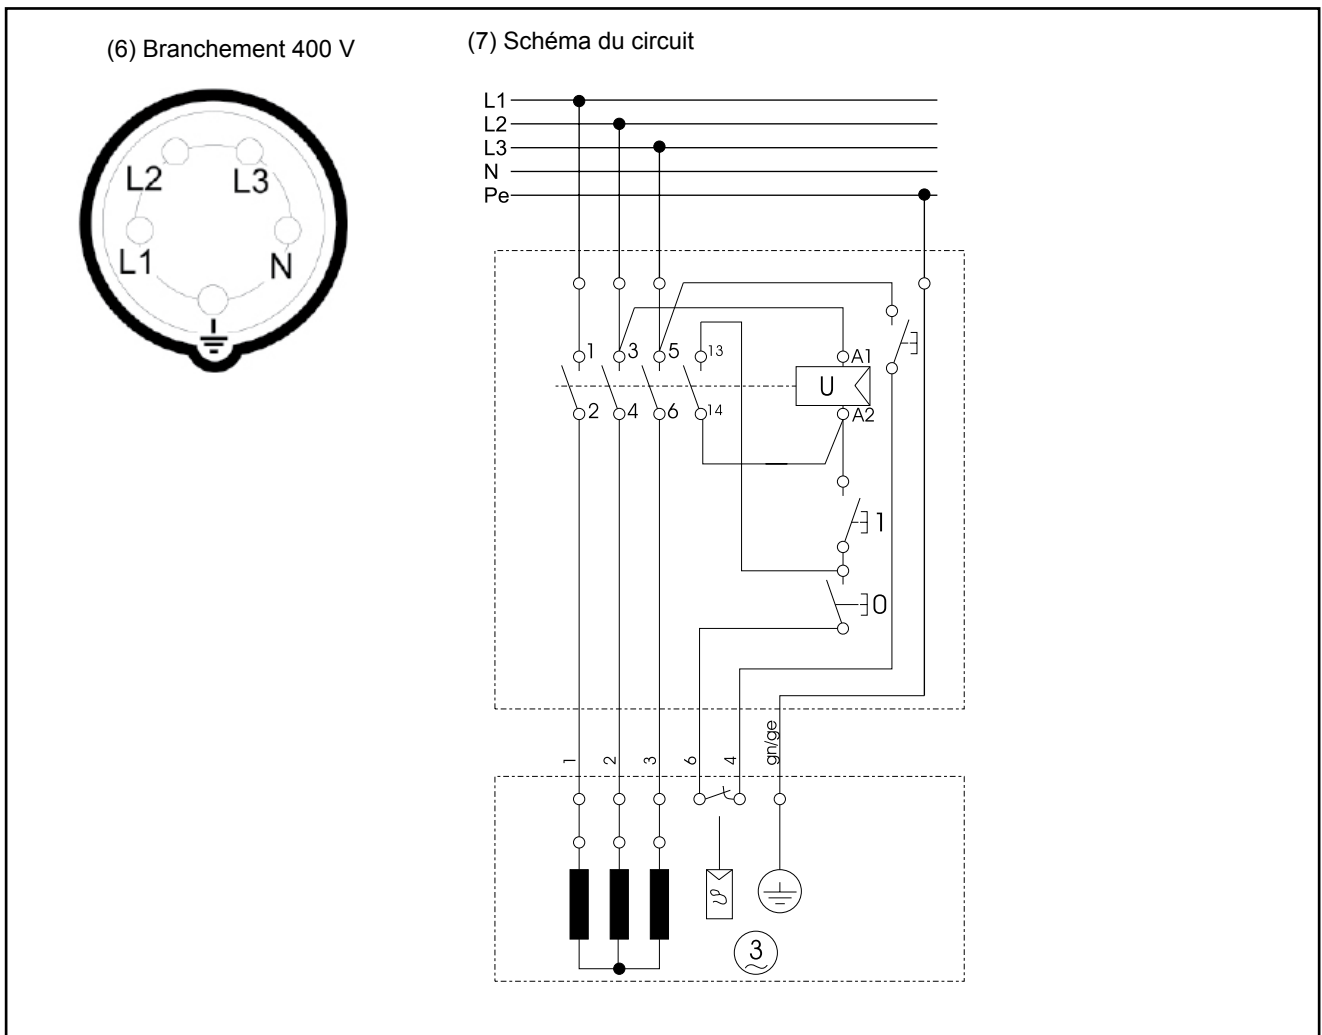 (6) Branchement 400 V
L2
L3
L1
N
(7) Schéma du circuit
L1
L2
L3
N
Pe
1
3
5
13
A1
U
2
4
6
14
A2
1
0
1
2
3
6
4
gn/ge
ϑ
3
~